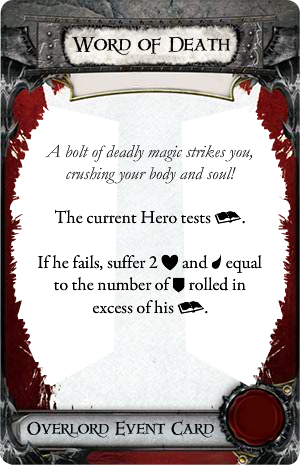 Word of Death
A bolt of deadly magic strikes you,
crushing your body and soul!
The current Hero tests .
If he fails, suffer 2 and equal
to the number of rolled in
excess of his .
Overlord Event Card